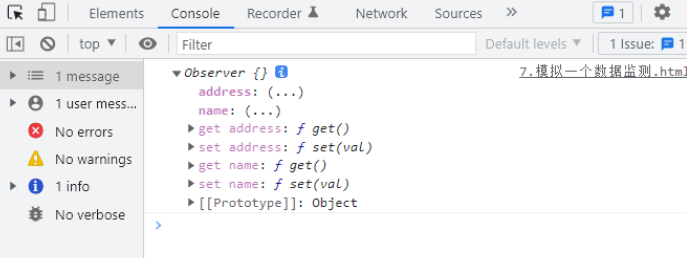 Elements Console Recorder Network Sources » 1
top Filter Default levels 1 Issue: 1
1 message
1 user mess...
No errors
No warnings
1 info
No verbose
Observer {} i 7.模拟一个数据监测.html
address: (...)
name: (...)
get address: ƒ get()
set address: ƒ set(val)
get name: ƒ get()
set name: ƒ set(val)
[[Prototype]]: Object
>